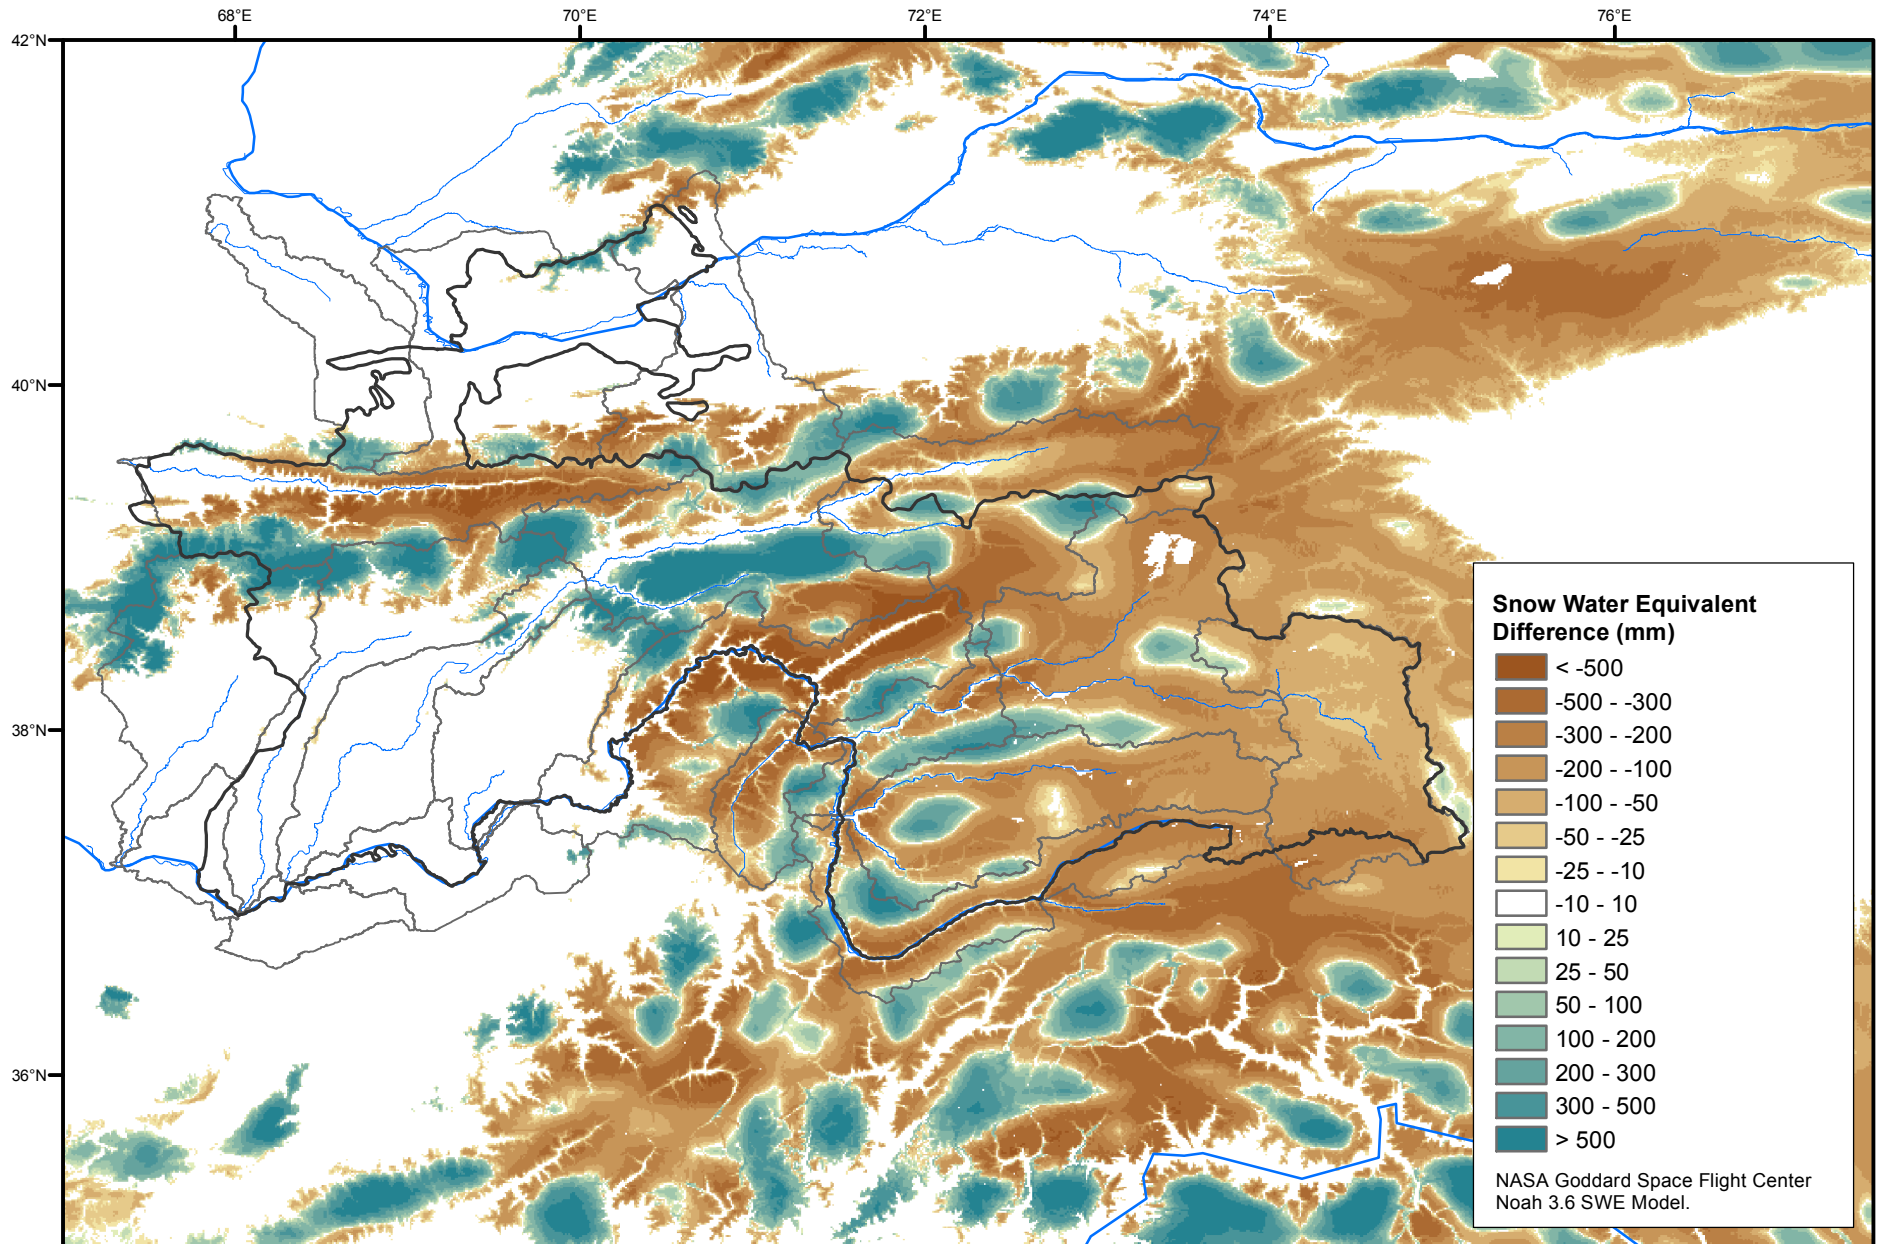 68°E
70°E
72°E
74°E
76°E
42°N
40°N
38°N
36°N
Snow Water Equivalent
Difference (mm)
< -500
-500 - -300
-300 - -200
-200 - -100
-100 - -50
-50 - -25
-25 - -10
-10 - 10
10 - 25
25 - 50
50 - 100
100 - 200
200 - 300
300 - 500
> 500
NASA Goddard Space Flight Center
Noah 3.6 SWE Model.